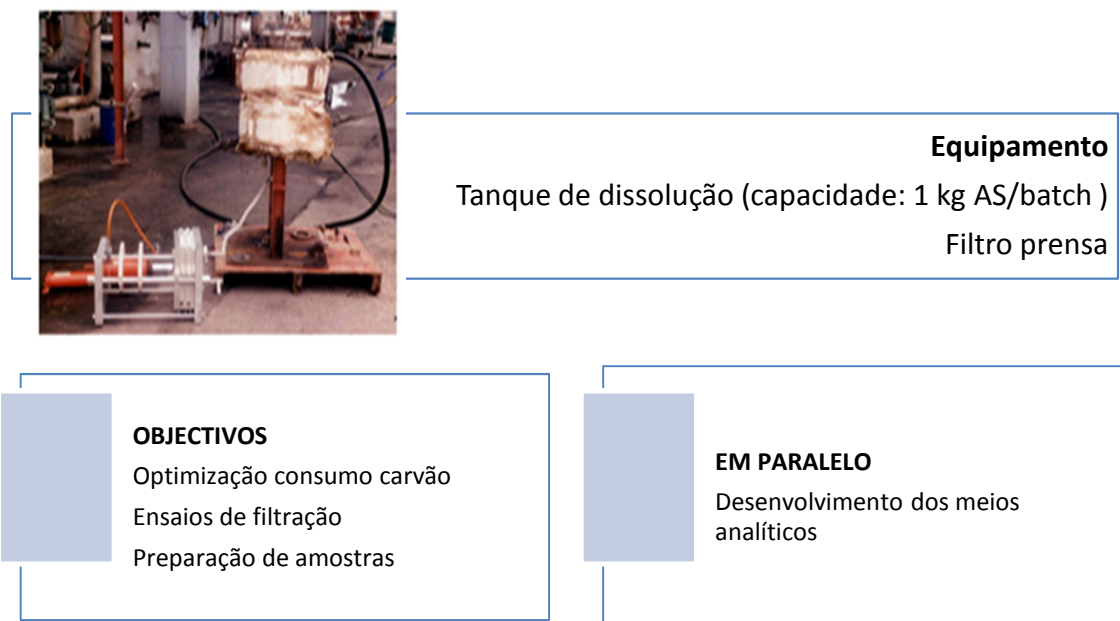 Equipamento
Tanque de dissolução (capacidade: 1 kg AS/batch )
Filtro prensa
OBJECTIVOS
Optimização consumo carvão
Ensaios de filtração
Preparação de amostras
EM PARALELO
Desenvolvimento dos meios
analíticos